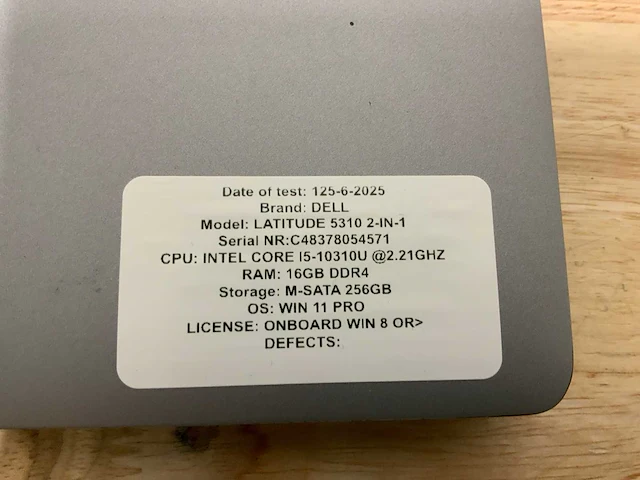 Date of test: 125-6-2025
Brand: DELL
Model: LATITUDE 5310 2-IN-1
Serial NR:C48378054571
CPU: INTEL CORE I5-10310U @2.21GHZ
RAM: 16GB DDR4
Storage: M-SATA 256GB
OS: WIN 11 PRO
LICENSE: ONBOARD WIN 8 OR>
DEFECTS: